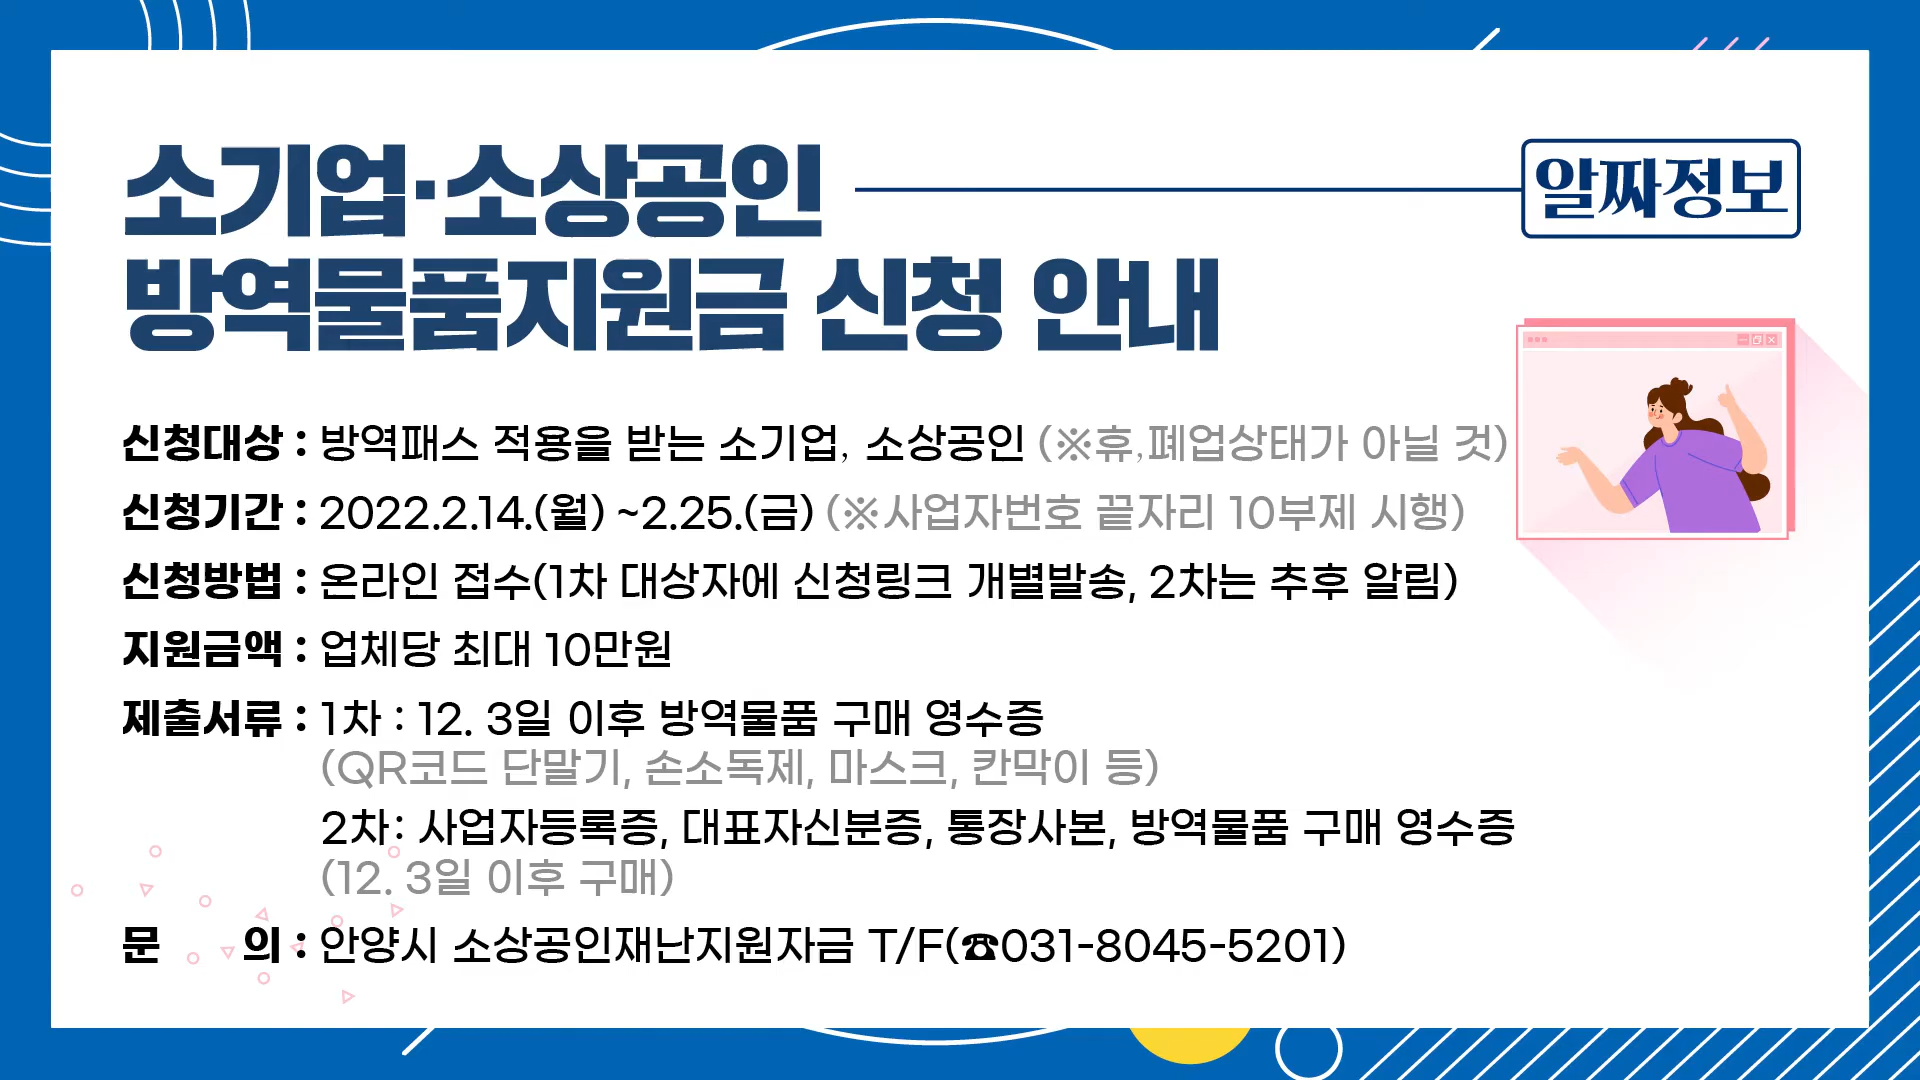 소기업·소상공인
알짜정보
방역물품지원금 신청 안내
신청대상 : 방역패스 적용을 받는 소기업, 소상공인 (※휴,폐업상태가 아닐 것)
신청기간 : 2022.2.14.(월) ~2.25.(금) (※사업자번호 끝자리 10부제 시행)
신청방법 : 온라인 접수(1차 대상자에 신청링크 개별발송, 2차는 추후 알림)
지원금액 : 업체당 최대 10만원
제출서류 : 1차 : 12. 3일 이후 방역물품 구매 영수증
(QR코드 단말기, 손소독제, 마스크, 칸막이 등)
2차: 사업자등록증, 대표자신분증, 통장사본, 방역물품 구매 영수증
(12. 3일 이후 구매)
문 의 : 안양시 소상공인재난지원자금 T/F(☎031-8045-5201)